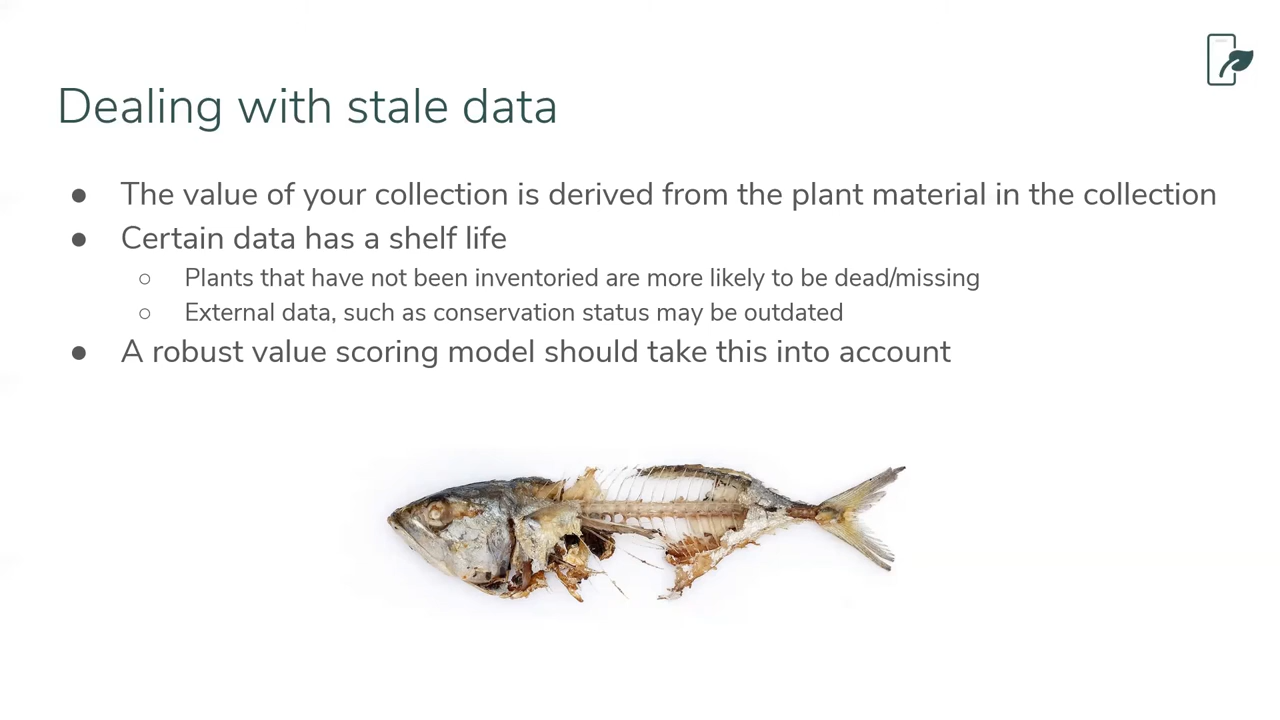 Dealing with stale data
● The value of your collection is derived from the plant material in the collection
● Certain data has a shelf life
○ Plants that have not been inventoried are more likely to be dead/missing
○ External data, such as conservation status may be outdated
● A robust value scoring model should take this into account